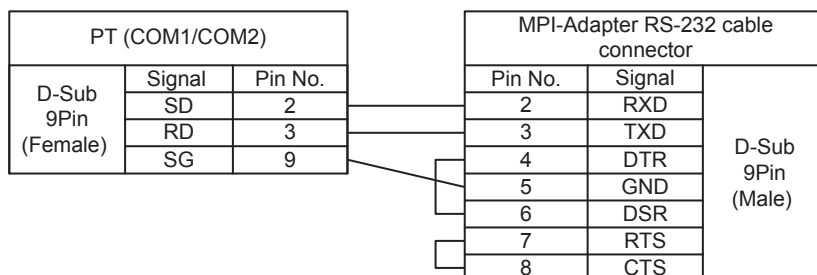 PT (COM1/COM2)
D-Sub
9Pin
(Female)
Signal Pin No.
SD 2
RD 3
SG 9
MPI-Adapter RS-232 cable
connector
Pin No. Signal
2 RXD
3 TXD
4 DTR
5 GND
6 DSR
7 RTS
8 CTS
D-Sub
9Pin
(Male)